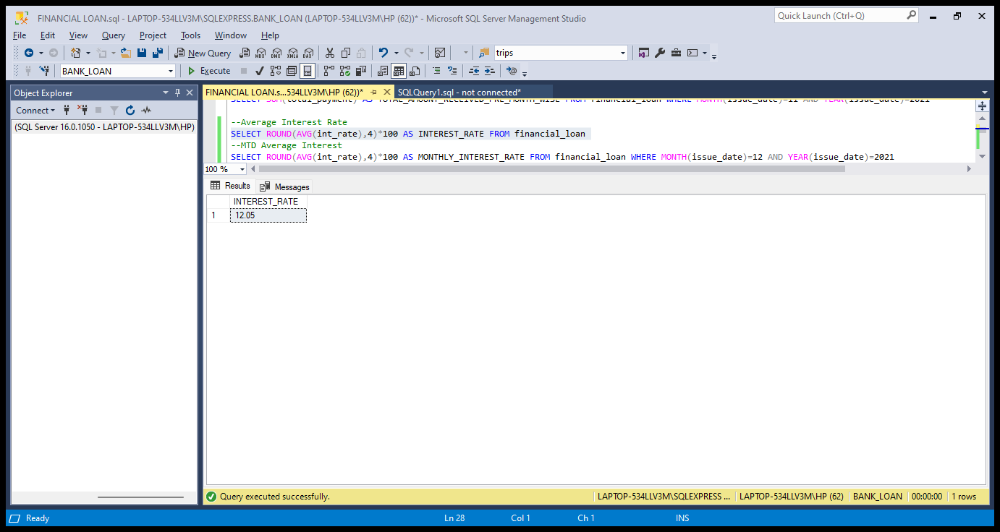 FINANCIAL LOAN.sql - LAPTOP-534LLV3M\SQLEXPRESS.BANK_LOAN (LAPTOP-534LLV3M\HP (62))* - Microsoft SQL Server Management Studio
Quick Launch (Ctrl+Q)
File Edit View Query Project Tools Window Help
New Query MDX DMX XMLA DAX trips
BANK_LOAN Execute
Object Explorer
FINANCIAL LOAN.s...534LLV3M\HP (62))* SQLQuery1.sql - not connected*
Connect
(SQL Server 16.0.1050 - LAPTOP-534LLV3M\HP)
SELECT SUM(total_payment) AS TOTAL_AMOUNT_RECEIVED_PRE_MONTH_WISE FROM financial_loan WHERE MONTH(issue_date)=11 AND YEAR(issue_date)=2021
--Average Interest Rate
SELECT ROUND(AVG(int_rate),4)*100 AS INTEREST_RATE FROM financial_loan
--MTD Average Interest
SELECT ROUND(AVG(int_rate),4)*100 AS MONTHLY_INTEREST_RATE FROM financial_loan WHERE MONTH(issue_date)=12 AND YEAR(issue_date)=2021
100 %
Results Messages
INTEREST_RATE
1 12.05
Query executed successfully. LAPTOP-534LLV3M\SQLEXPRESS ... LAPTOP-534LLV3M\HP (62) BANK_LOAN 00:00:00 1 rows
Ready Ln 28 Col 1 Ch 1 INS